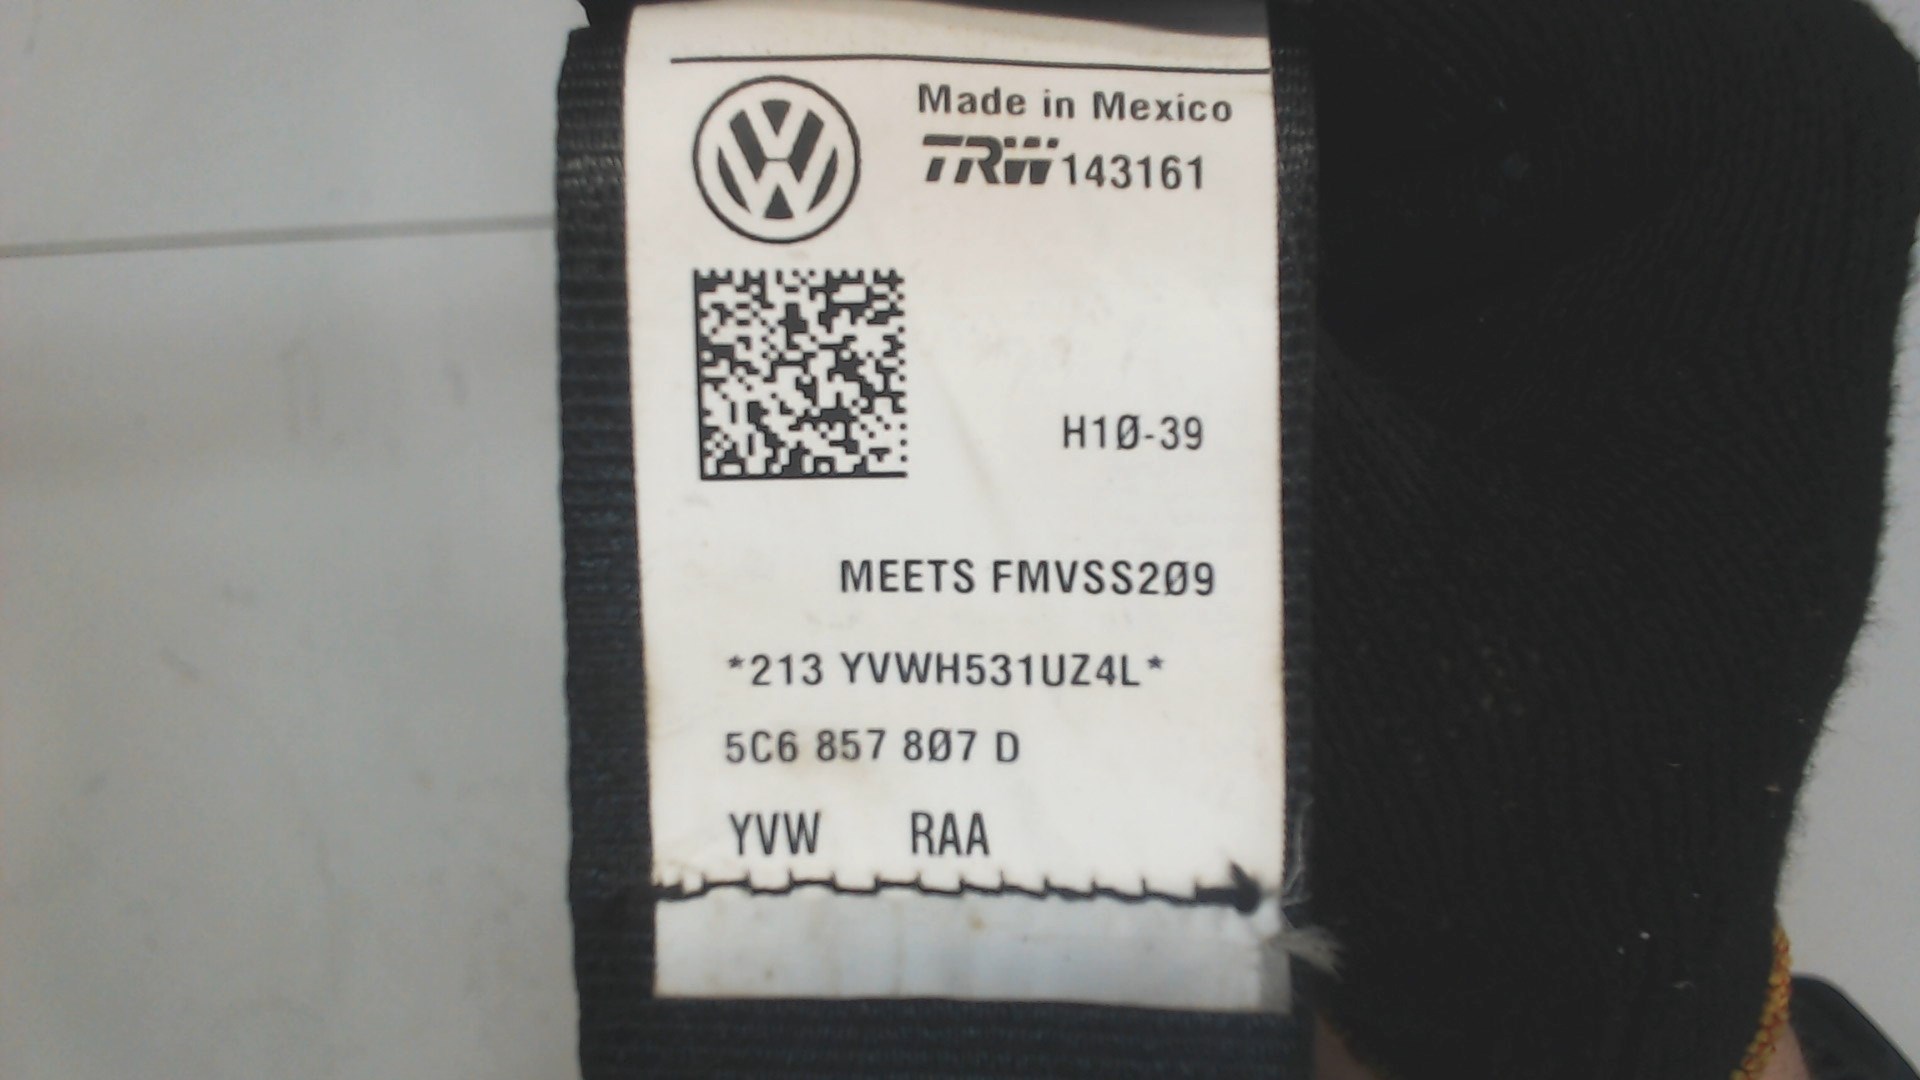 Made in Mexico
TRW 143161
H1Ø-39
MEETS FMVSS2Ø9
*213 YVWH531UZ4L*
5C6 857 8Ø7 D
YVW RAA